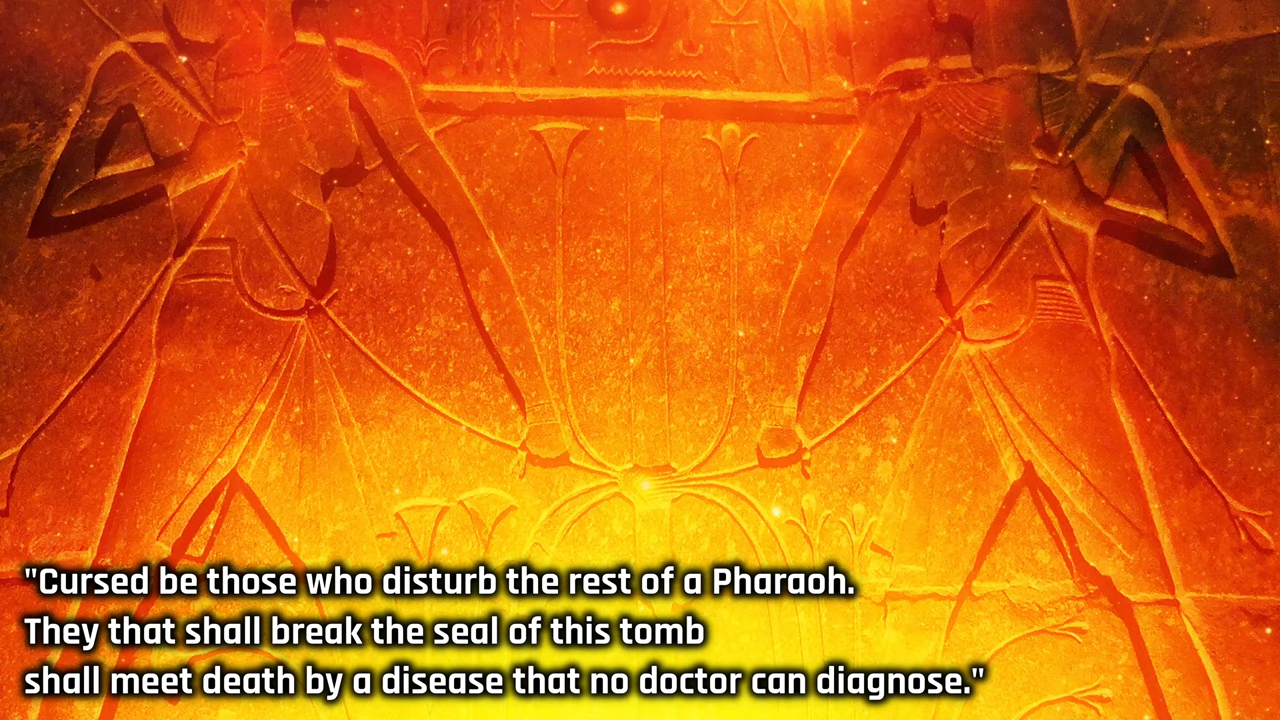 "Cursed be those who disturb the rest of a Pharaoh.
They that shall break the seal of this tomb
shall meet death by a disease that no doctor can diagnose."